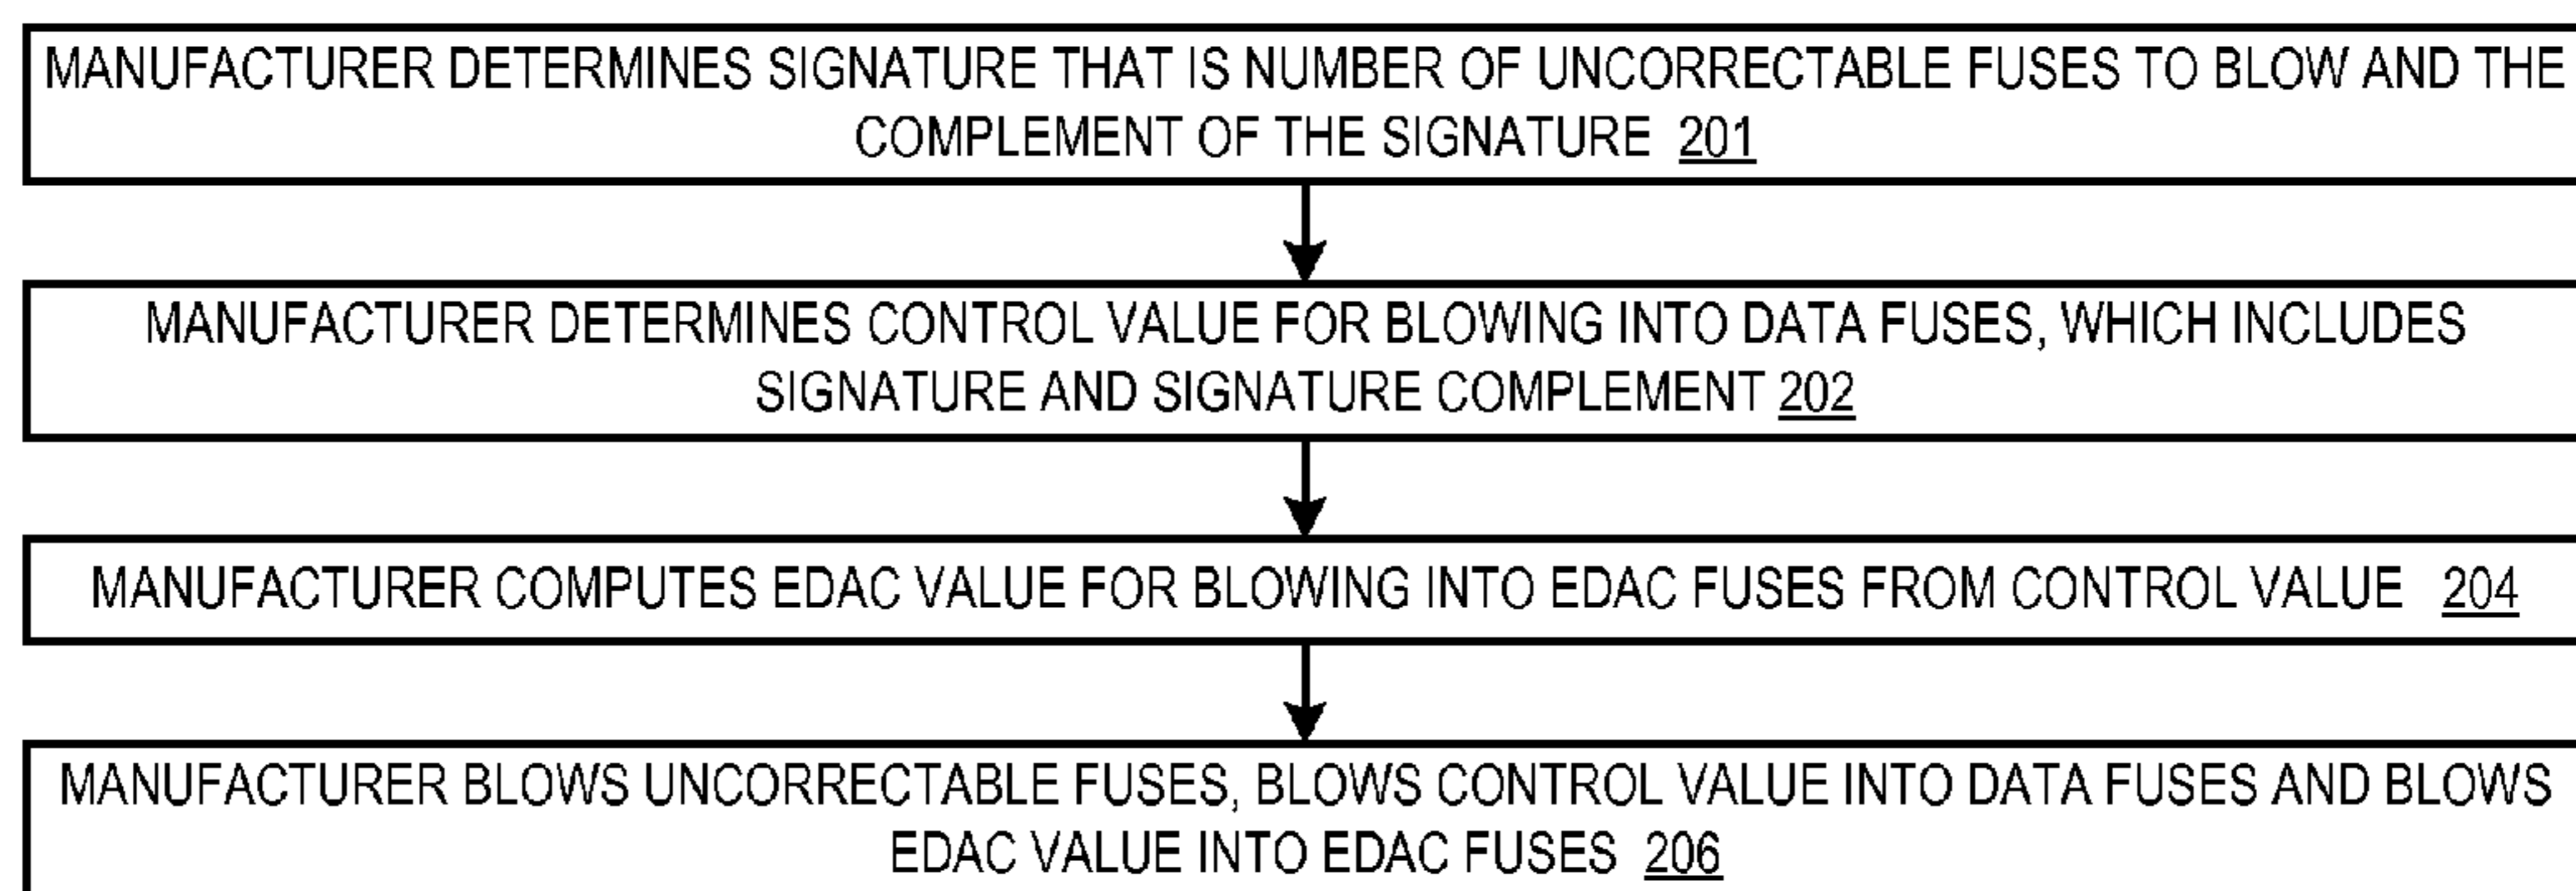 MANUFACTURER DETERMINES SIGNATURE THAT IS NUMBER OF UNCORRECTABLE FUSES TO BLOW AND THE
COMPLEMENT OF THE SIGNATURE 201
MANUFACTURER DETERMINES CONTROL VALUE FOR BLOWING INTO DATA FUSES, WHICH INCLUDES
SIGNATURE AND SIGNATURE COMPLEMENT 202
MANUFACTURER COMPUTES EDAC VALUE FOR BLOWING INTO EDAC FUSES FROM CONTROL VALUE 204
MANUFACTURER BLOWS UNCORRECTABLE FUSES, BLOWS CONTROL VALUE INTO DATA FUSES AND BLOWS
EDAC VALUE INTO EDAC FUSES 206